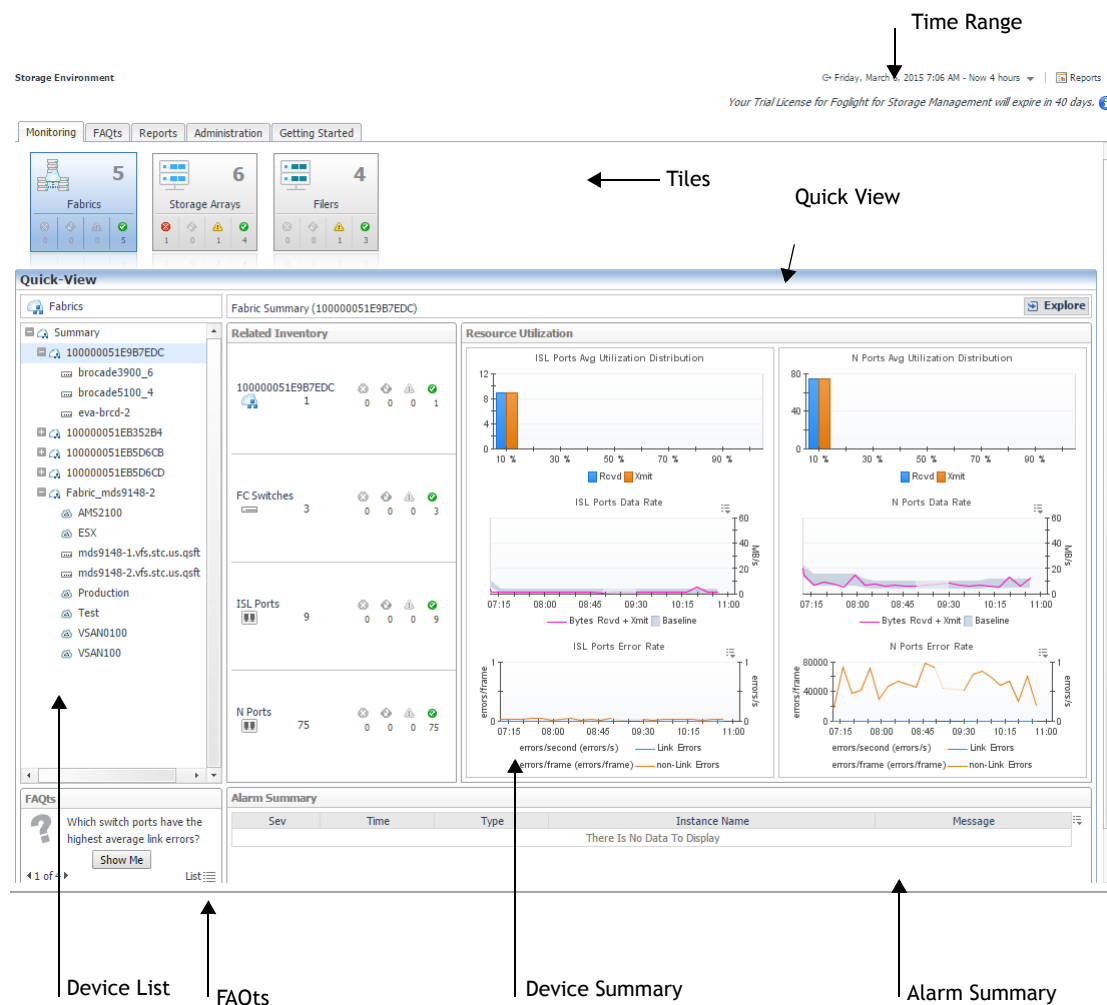 Time Range
Storage Environment
Friday, March 6, 2015 7:06 AM - Now 4 hours
Reports
Your Trial License for Foglight for Storage Management will expire in 40 days.
Monitoring FAQts Reports Administration Getting Started
5 6 4
Fabrics Storage Arrays Filers
0 0 0 5 1 0 1 4 0 0 1 3
Tiles
Quick View
Quick-View
Fabrics
Fabric Summary (100000051E9B7EDC)
Explore
Summary
100000051E9B7EDC
brocade3900_6
brocade5100_4
eva-brcd-2
100000051EB352B4
100000051EB5D6CB
100000051EB5D6CD
Fabric_mds9148-2
AMS2100
ESX
mds9148-1.vfs.stc.us.qsft
mds9148-2.vfs.stc.us.qsft
Production
Test
VSAN0100
VSAN100
Related Inventory
100000051E9B7EDC
1 0 0 0 1
FC Switches
3 0 0 0 3
ISL Ports
9 0 0 0 9
N Ports
75 0 0 0 75
Resource Utilization
ISL Ports Avg Utilization Distribution
12
8
4
0
10 % 30 % 50 % 70 % 90 %
Rcvd Xmit
N Ports Avg Utilization Distribution
80
40
0
10 % 30 % 50 % 70 % 90 %
Rcvd Xmit
ISL Ports Data Rate
60
40
20
0
MB/s
07:15 08:00 08:45 09:30 10:15 11:00
Bytes Rcvd + Xmit Baseline
N Ports Data Rate
60
40
20
0
MB/s
07:15 08:00 08:45 09:30 10:15 11:00
Bytes Rcvd + Xmit Baseline
ISL Ports Error Rate
1 1
0 0
errors/frame
errors/s
07:15 08:00 08:45 09:30 10:15 11:00
errors/second (errors/s) Link Errors
errors/frame (errors/frame) non-Link Errors
N Ports Error Rate
80000 1
40000
0 0
errors/frame
errors/s
07:15 08:00 08:45 09:30 10:15 11:00
errors/second (errors/s) Link Errors
errors/frame (errors/frame) non-Link Errors
FAQts
Which switch ports have the
highest average link errors?
Show Me
1 of 4
List
Alarm Summary
Sev Time Type Instance Name Message
There Is No Data To Display
Device List
FAQts
Device Summary
Alarm Summary